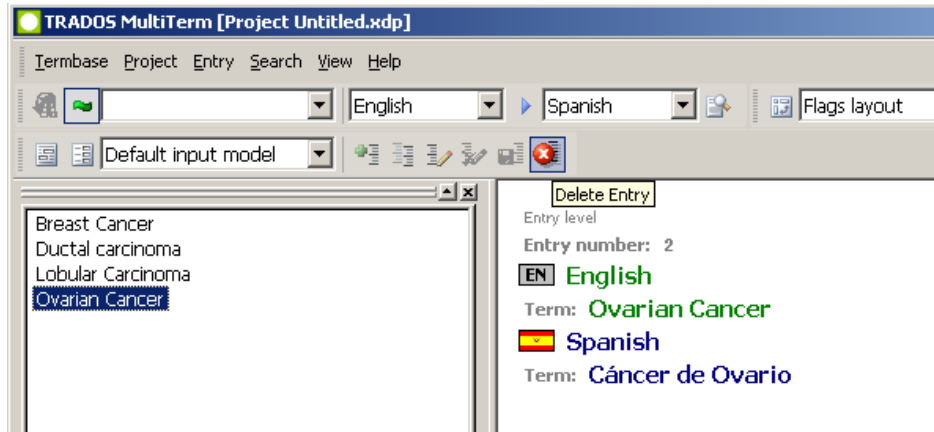 TRADOS MultiTerm [Project Untitled.xdp]
Termbase Project Entry Search View Help
English Spanish Flags layout
Default input model
Delete Entry
Breast Cancer
Ductal carcinoma
Lobular Carcinoma
Ovarian Cancer
Entry level
Entry number: 2
EN English
Term: Ovarian Cancer
Spanish
Term: Cáncer de Ovario